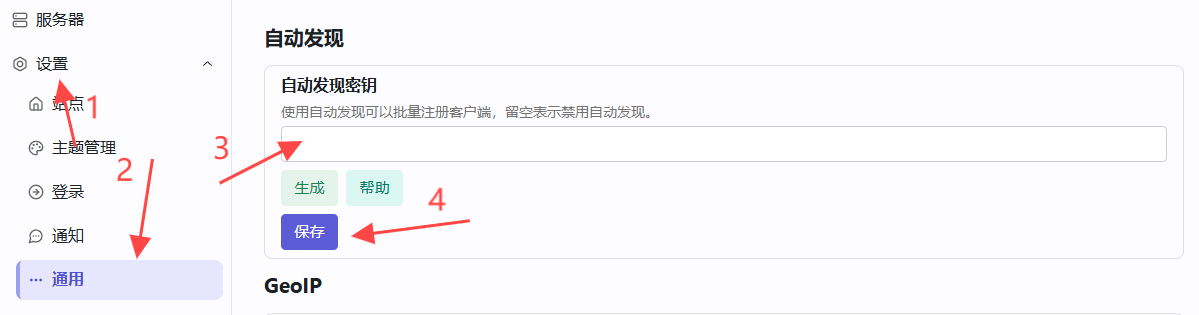 服务器
设置
站点
主题管理
登录
通知
通用
自动发现
自动发现密钥
使用自动发现可以批量注册客户端，留空表示禁用自动发现。
生成
帮助
保存
GeoIP
1
2
3
4